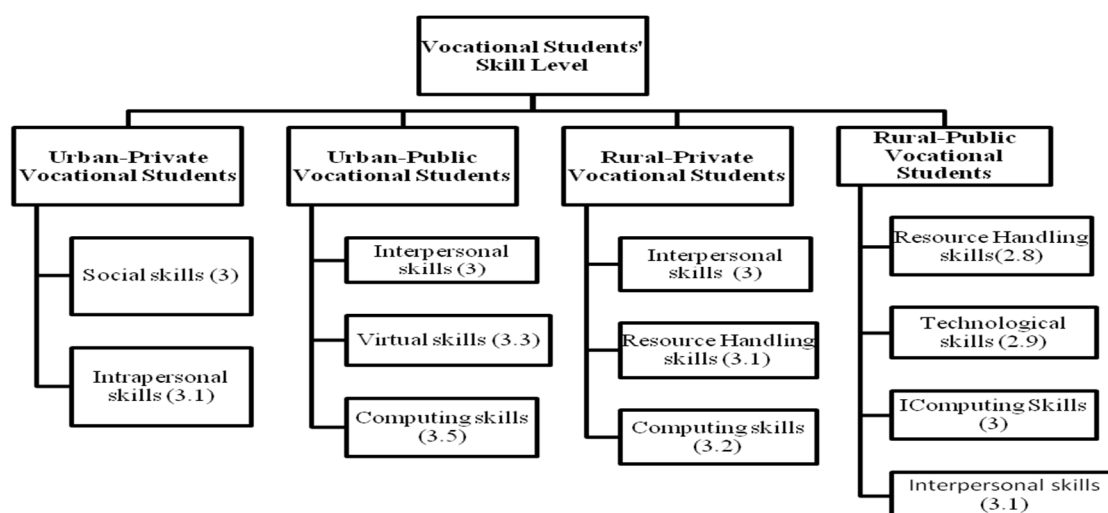 Vocational Students'
Skill Level
Urban-Private
Vocational Students
Social skills (3)
Intrapersonal
skills (3.1)
Urban-Public
Vocational Students
Interpersonal
skills (3)
Virtual skills (3.3)
Computing skills
(3.5)
Rural-Private
Vocational Students
Interpersonal
skills (3)
Resource Handling
skills (3.1)
Computing skills
(3.2)
Rural-Public
Vocational
Students
Resource Handling
skills(2.8)
Technological
skills (2.9)
IComputing Skills
(3)
Interpersonal skills
(3.1)